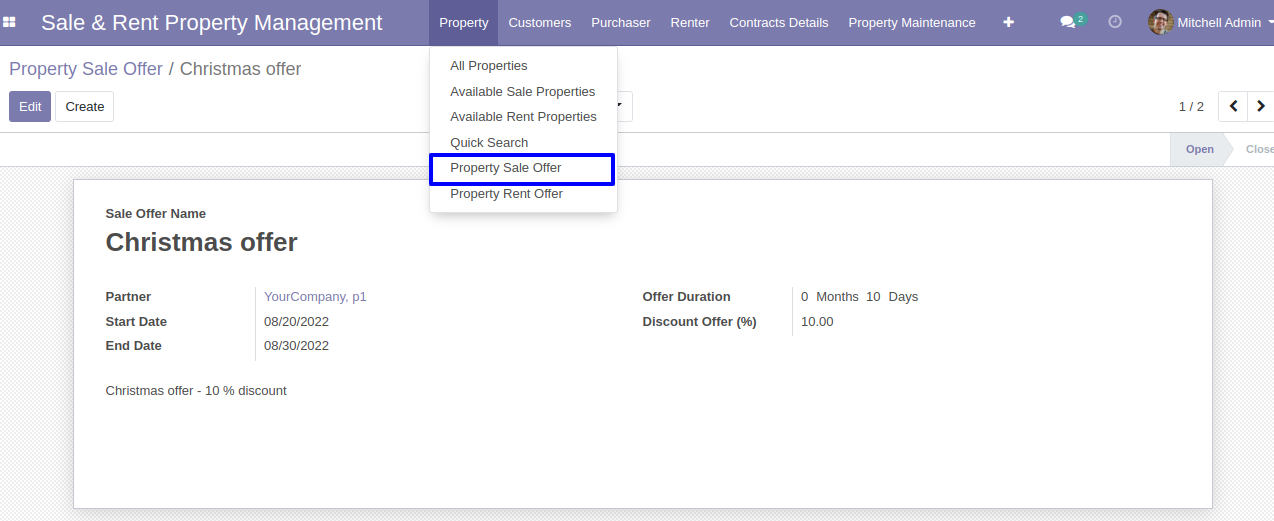 Sale & Rent Property Management Property Customers Purchaser Renter Contracts Details Property Maintenance 2 Mitchell Admin
Property Sale Offer / Christmas offer
Edit Create
1 / 2
All Properties
Available Sale Properties
Available Rent Properties
Quick Search
Property Sale Offer
Property Rent Offer
Open Close
Sale Offer Name
Christmas offer
Partner YourCompany, p1
Start Date 08/20/2022
End Date 08/30/2022
Offer Duration 0 Months 10 Days
Discount Offer (%) 10.00
Christmas offer - 10 % discount